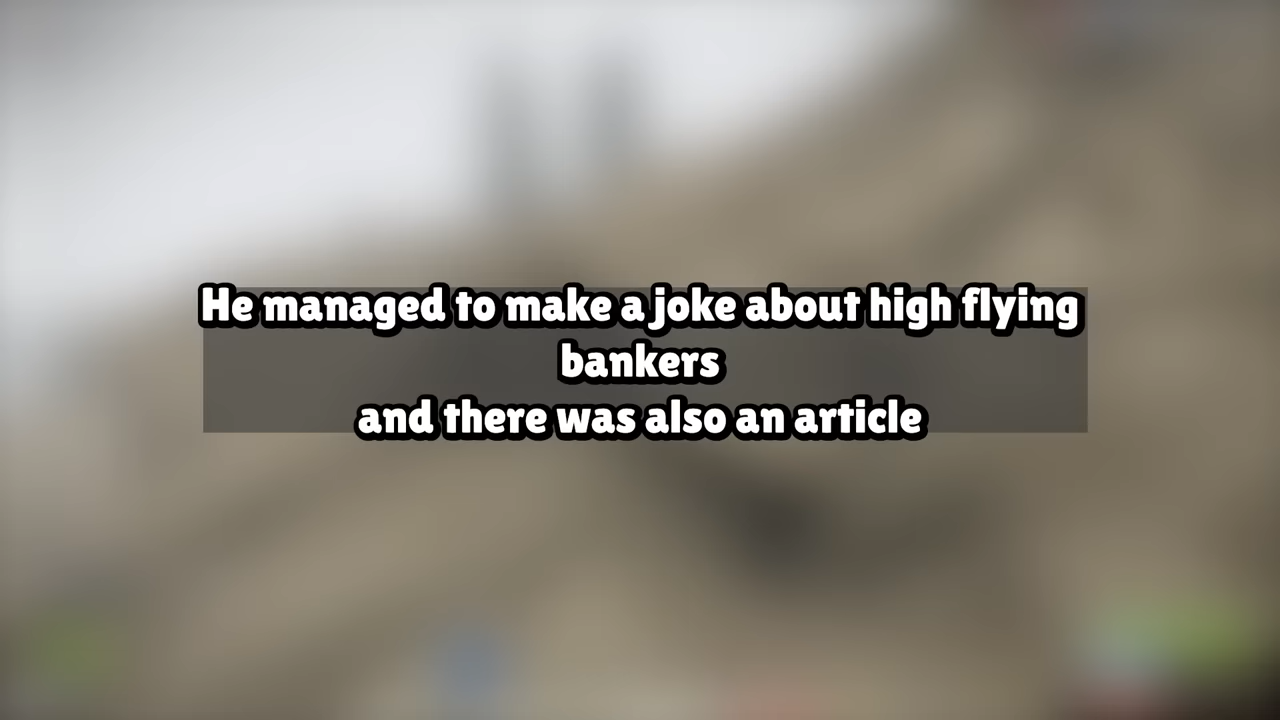 He managed to make a joke about high flying
bankers
and there was also an article